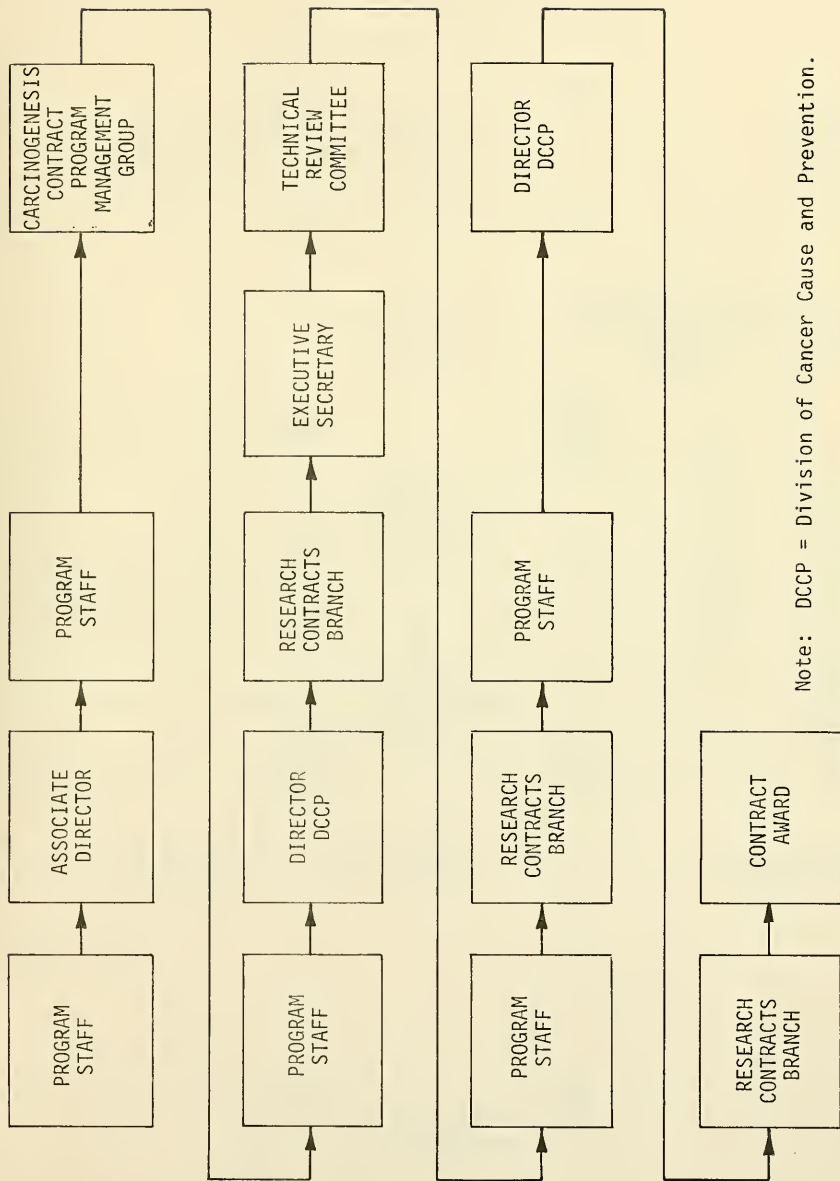 PROGRAM
STAFF
ASSOCIATE
DIRECTOR
PROGRAM
STAFF
CARCINOGENESIS
CONTRACT
PROGRAM
MANAGEMENT
GROUP
PROGRAM
STAFF
DIRECTOR
DCCP
RESEARCH
CONTRACTS
BRANCH
EXECUTIVE
SECRETARY
TECHNICAL
REVIEW
COMMITTEE
PROGRAM
STAFF
RESEARCH
CONTRACTS
BRANCH
PROGRAM
STAFF
DIRECTOR
DCCP
RESEARCH
CONTRACTS
BRANCH
CONTRACT
AWARD
Note: DCCP = Division of Cancer Cause and Prevention.